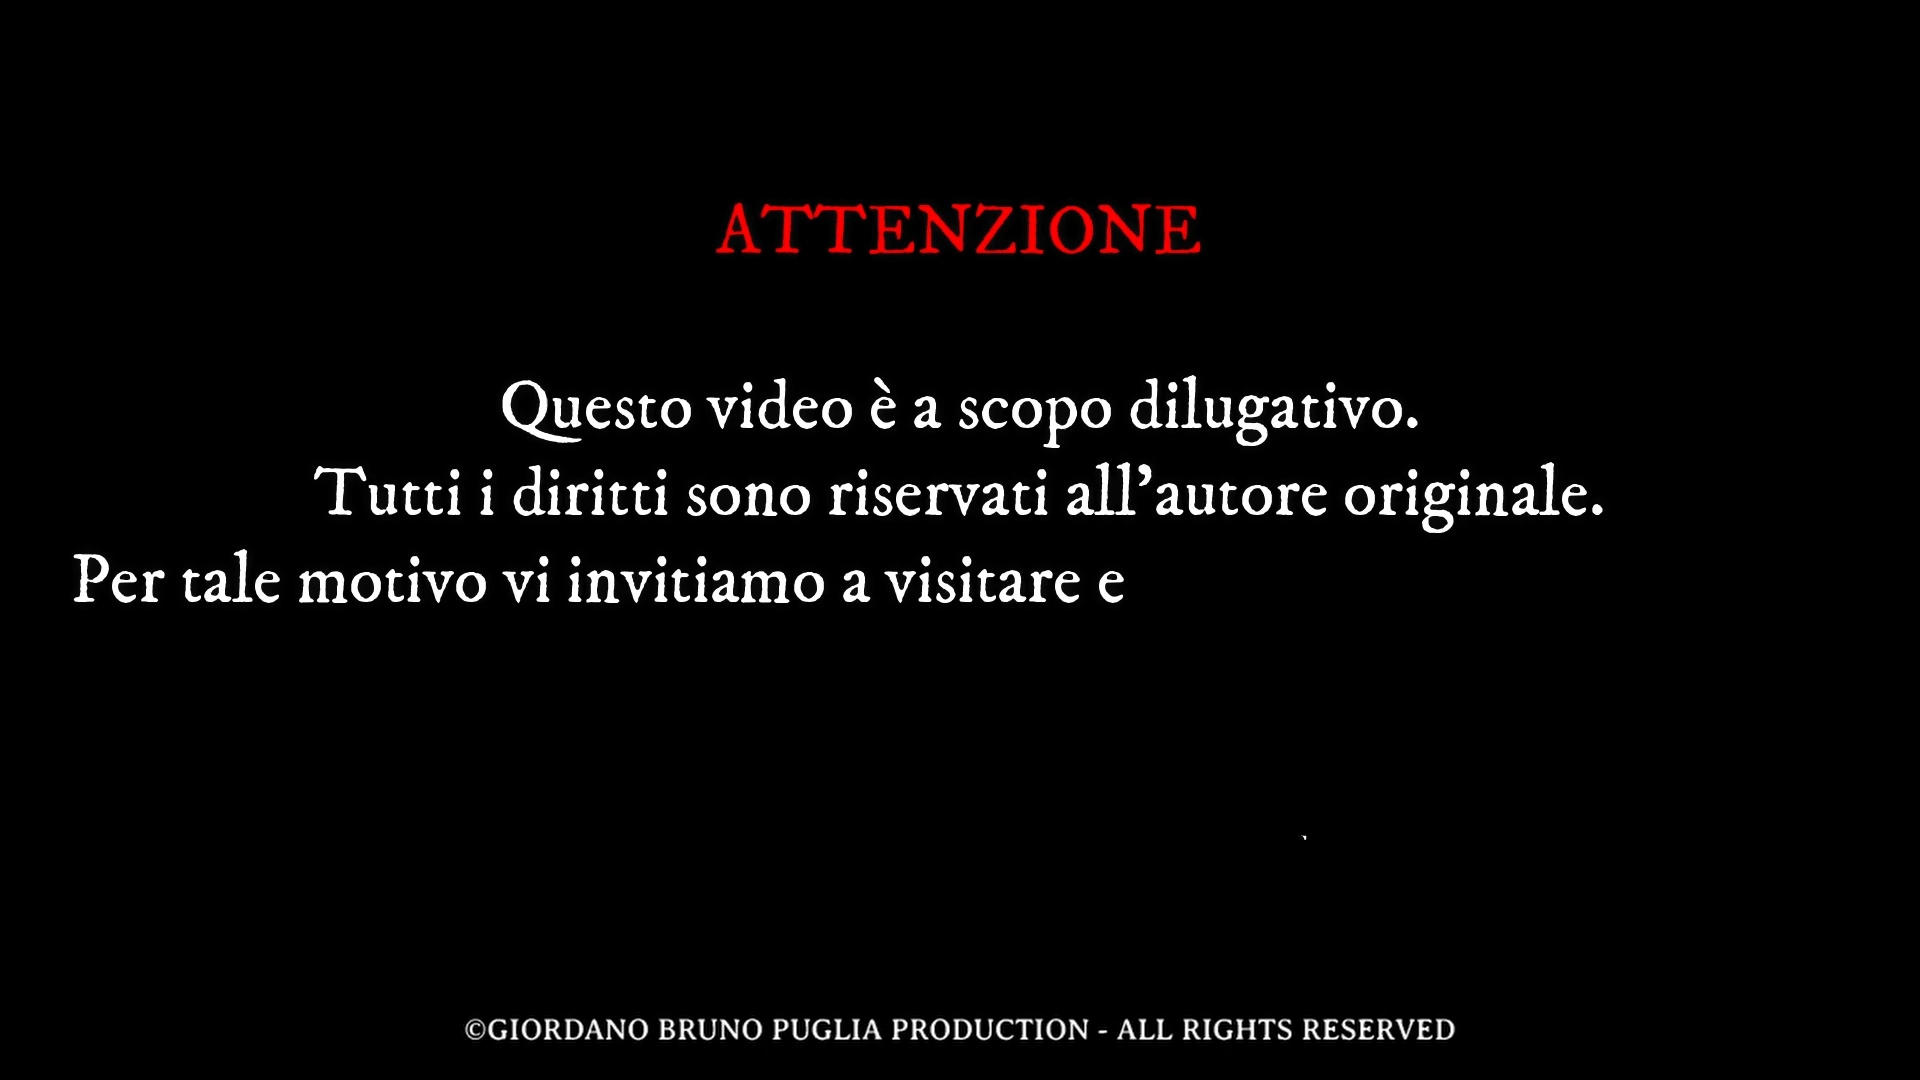 ATTENZIONE
Questo video è a scopo dilugativo.
Tutti i diritti sono riservati all'autore originale.
Per tale motivo vi invitiamo a visitare e
©GIORDANO BRUNO PUGLIA PRODUCTION - ALL RIGHTS RESERVED